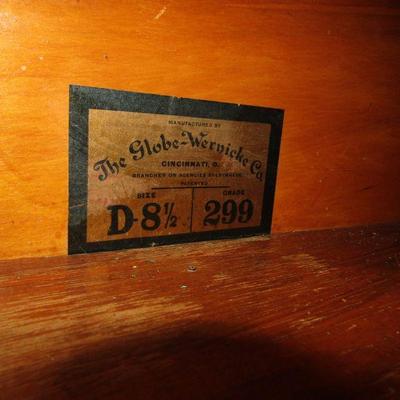 MANUFACTURED BY
The Globe-Wernicke Co.
CINCINNATI, O.
BRANCHES OR AGENCIES EVERYWHERE.
PATENTED
SIZE GRADE
D-8½ 299